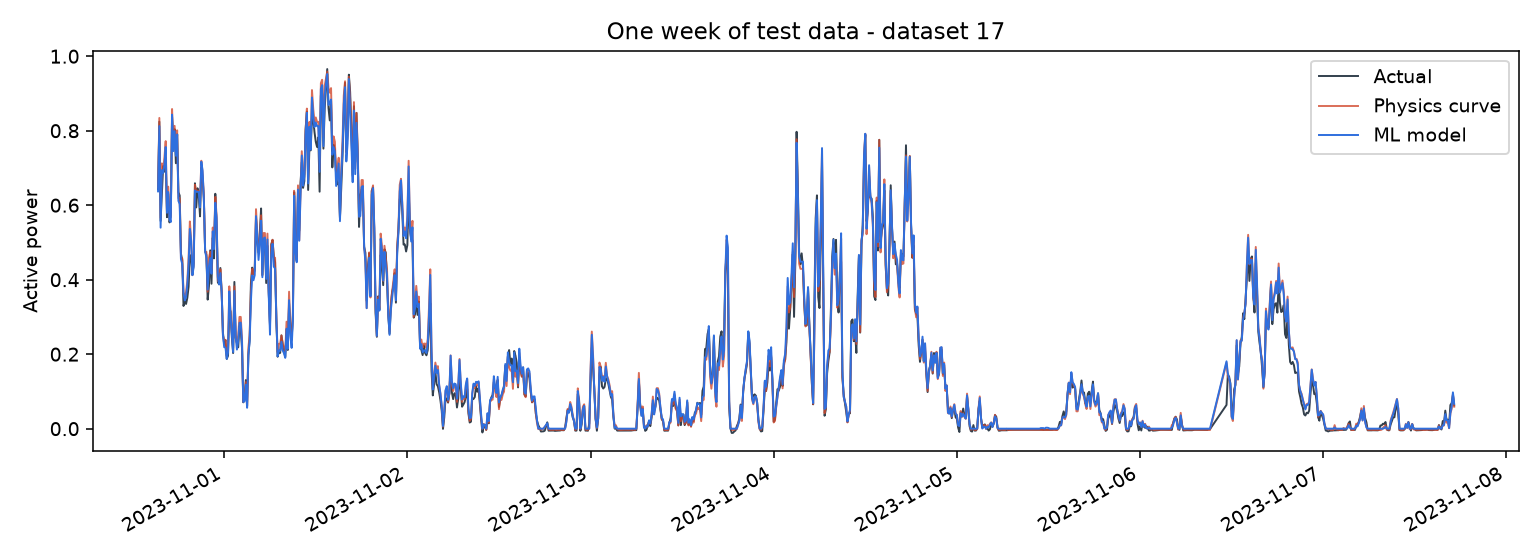 One week of test data - dataset 17
Active power
1.0
0.8
0.6
0.4
0.2
0.0
Actual
Physics curve
ML model
2023-11-01
2023-11-02
2023-11-03
2023-11-04
2023-11-05
2023-11-06
2023-11-07
2023-11-08